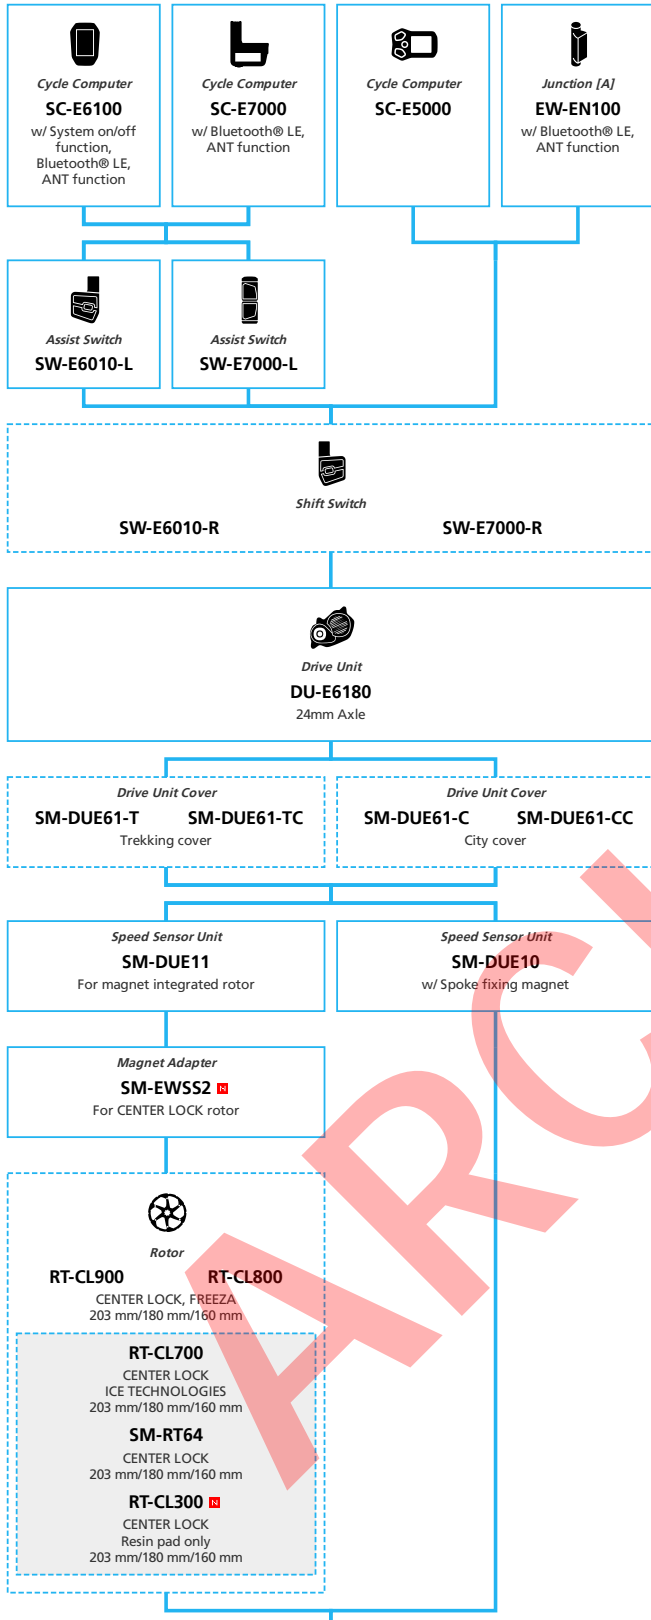 Cycle Computer
SC-E6100
w/ System on/off
function,
Bluetooth® LE,
ANT function
Cycle Computer
SC-E7000
w/ Bluetooth® LE,
ANT function
Cycle Computer
SC-E5000
Junction [A]
EW-EN100
w/ Bluetooth® LE,
ANT function
Assist Switch
SW-E6010-L
Assist Switch
SW-E7000-L
Shift Switch
SW-E6010-R
SW-E7000-R
Drive Unit
DU-E6180
24mm Axle
Drive Unit Cover
SM-DUE61-T SM-DUE61-TC
Trekking cover
Drive Unit Cover
SM-DUE61-C SM-DUE61-CC
City cover
Speed Sensor Unit
SM-DUE11
For magnet integrated rotor
Speed Sensor Unit
SM-DUE10
w/ Spoke fixing magnet
Magnet Adapter
SM-EWSS2 N
For CENTER LOCK rotor
Rotor
RT-CL900 RT-CL800
CENTER LOCK, FREEZA
203 mm/180 mm/160 mm
RT-CL700
CENTER LOCK
ICE TECHNOLOGIES
203 mm/180 mm/160 mm
SM-RT64
CENTER LOCK
203 mm/180 mm/160 mm
RT-CL300 N
CENTER LOCK
Resin pad only
203 mm/180 mm/160 mm